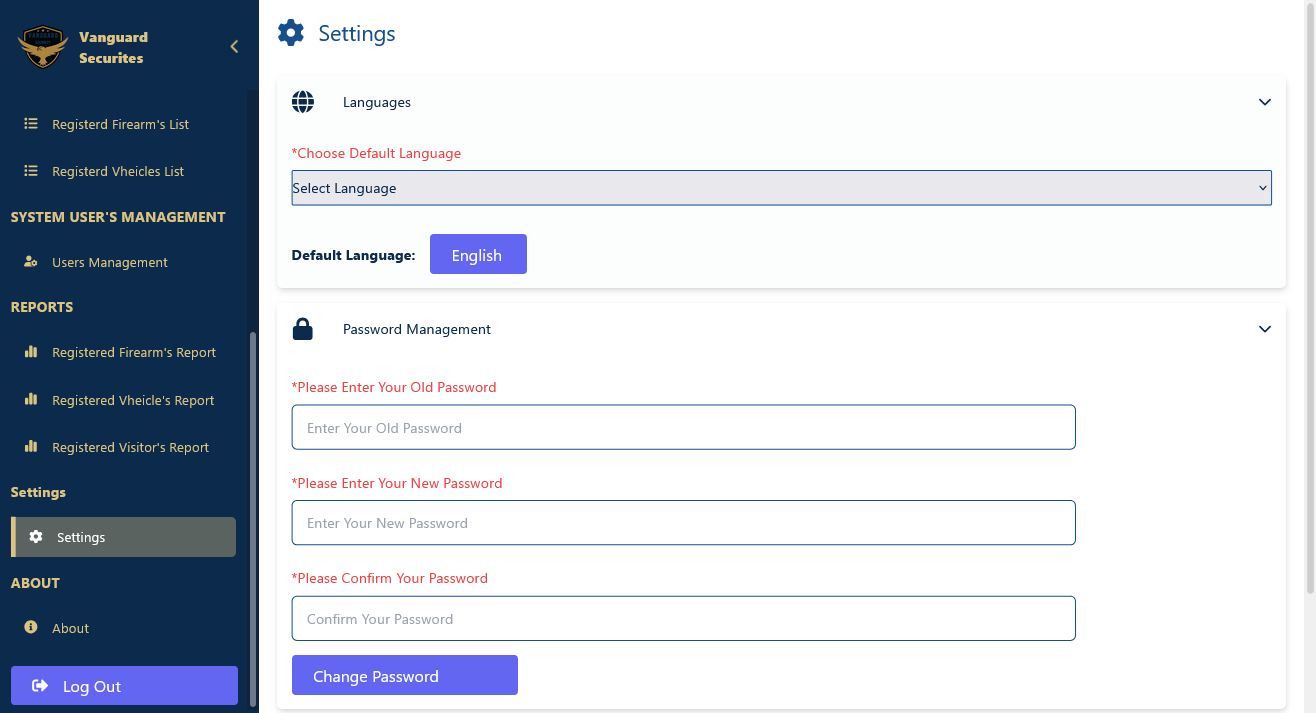 Vanguard
Securites
Registerd Firearm's List
Registerd Vheicles List
SYSTEM USER'S MANAGEMENT
Users Management
REPORTS
Registered Firearm's Report
Registered Vheicle's Report
Registered Visitor's Report
Settings
Settings
ABOUT
About
Log Out
Settings
Languages
*Choose Default Language
Select Language
Default Language:
English
Password Management
*Please Enter Your Old Password
Enter Your Old Password
*Please Enter Your New Password
Enter Your New Password
*Please Confirm Your Password
Confirm Your Password
Change Password